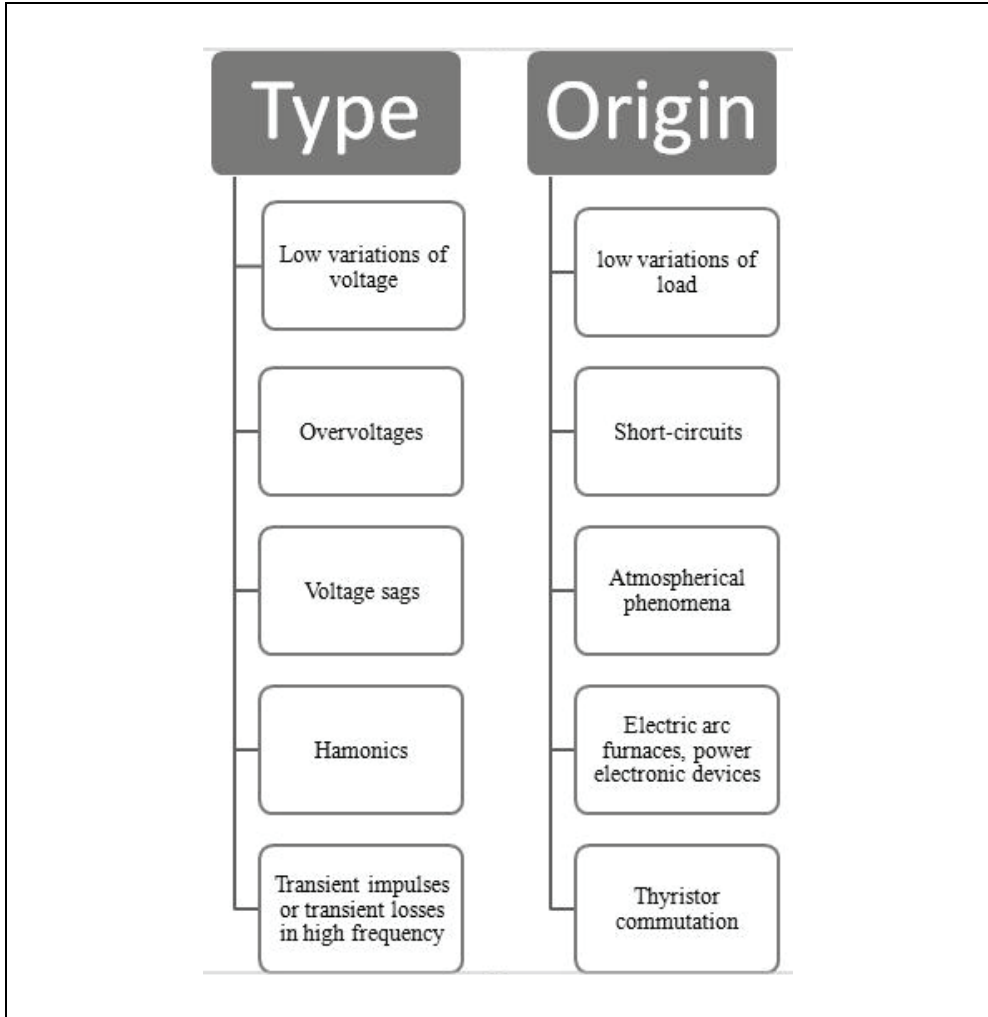 Type
Low variations of
voltage
Overvoltages
Voltage sags
Hamonics
Transient impulses
or transient losses
in high frequency
Origin
low variations of
load
Short-circuits
Atmospherical
phenomena
Electric arc
furnaces, power
electronic devices
Thyristor
commutation